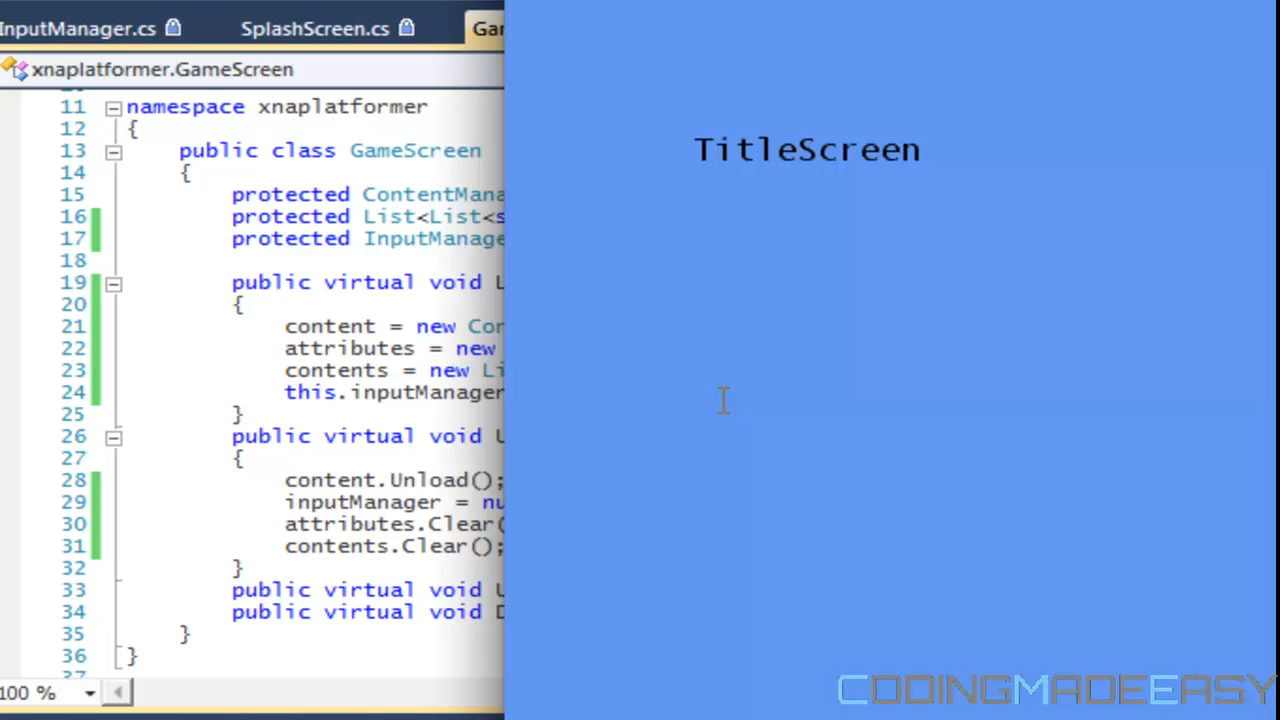 InputManager.cs
SplashScreen.cs
xnaplatformer.GameScreen
11 namespace xnaplatformer
12 {
13 public class GameScreen
14 {
15 protected ContentMana
16 protected List<List<s
17 protected InputManage
18
19 public virtual void L
20 {
21 content = new Con
22 attributes = new
23 contents = new Li
24 this.inputManager
25 }
26 public virtual void U
27 {
28 content.Unload();
29 inputManager = nu
30 attributes.Clear(
31 contents.Clear();
32 }
33 public virtual void U
34 public virtual void D
35 }
36 }
37
100 %
TitleScreen
CODINGMADEEASY